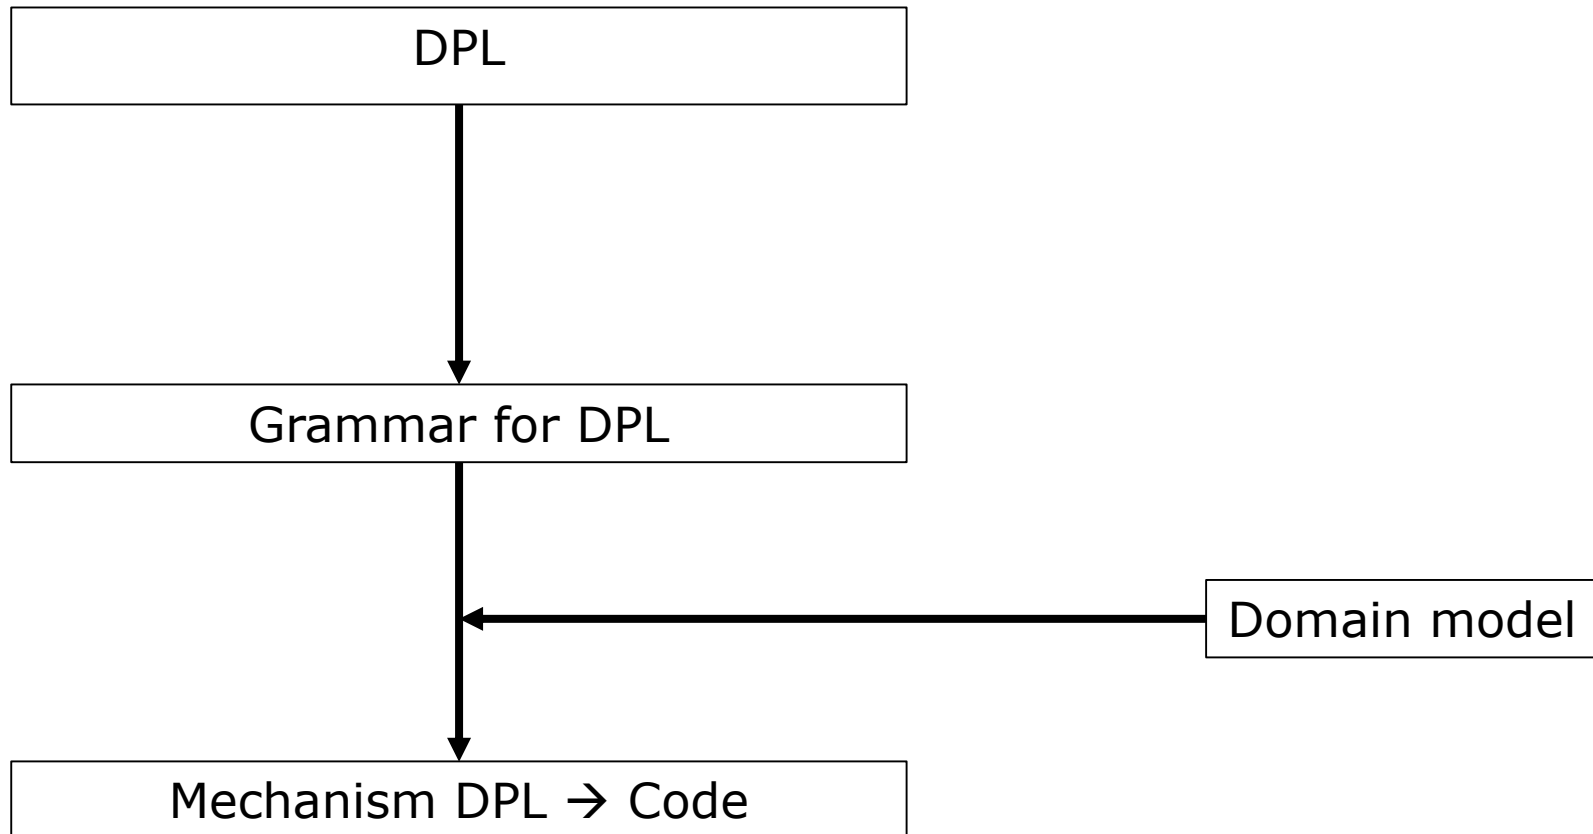 DPL
Grammar for DPL
Domain model
Mechanism DPL → Code